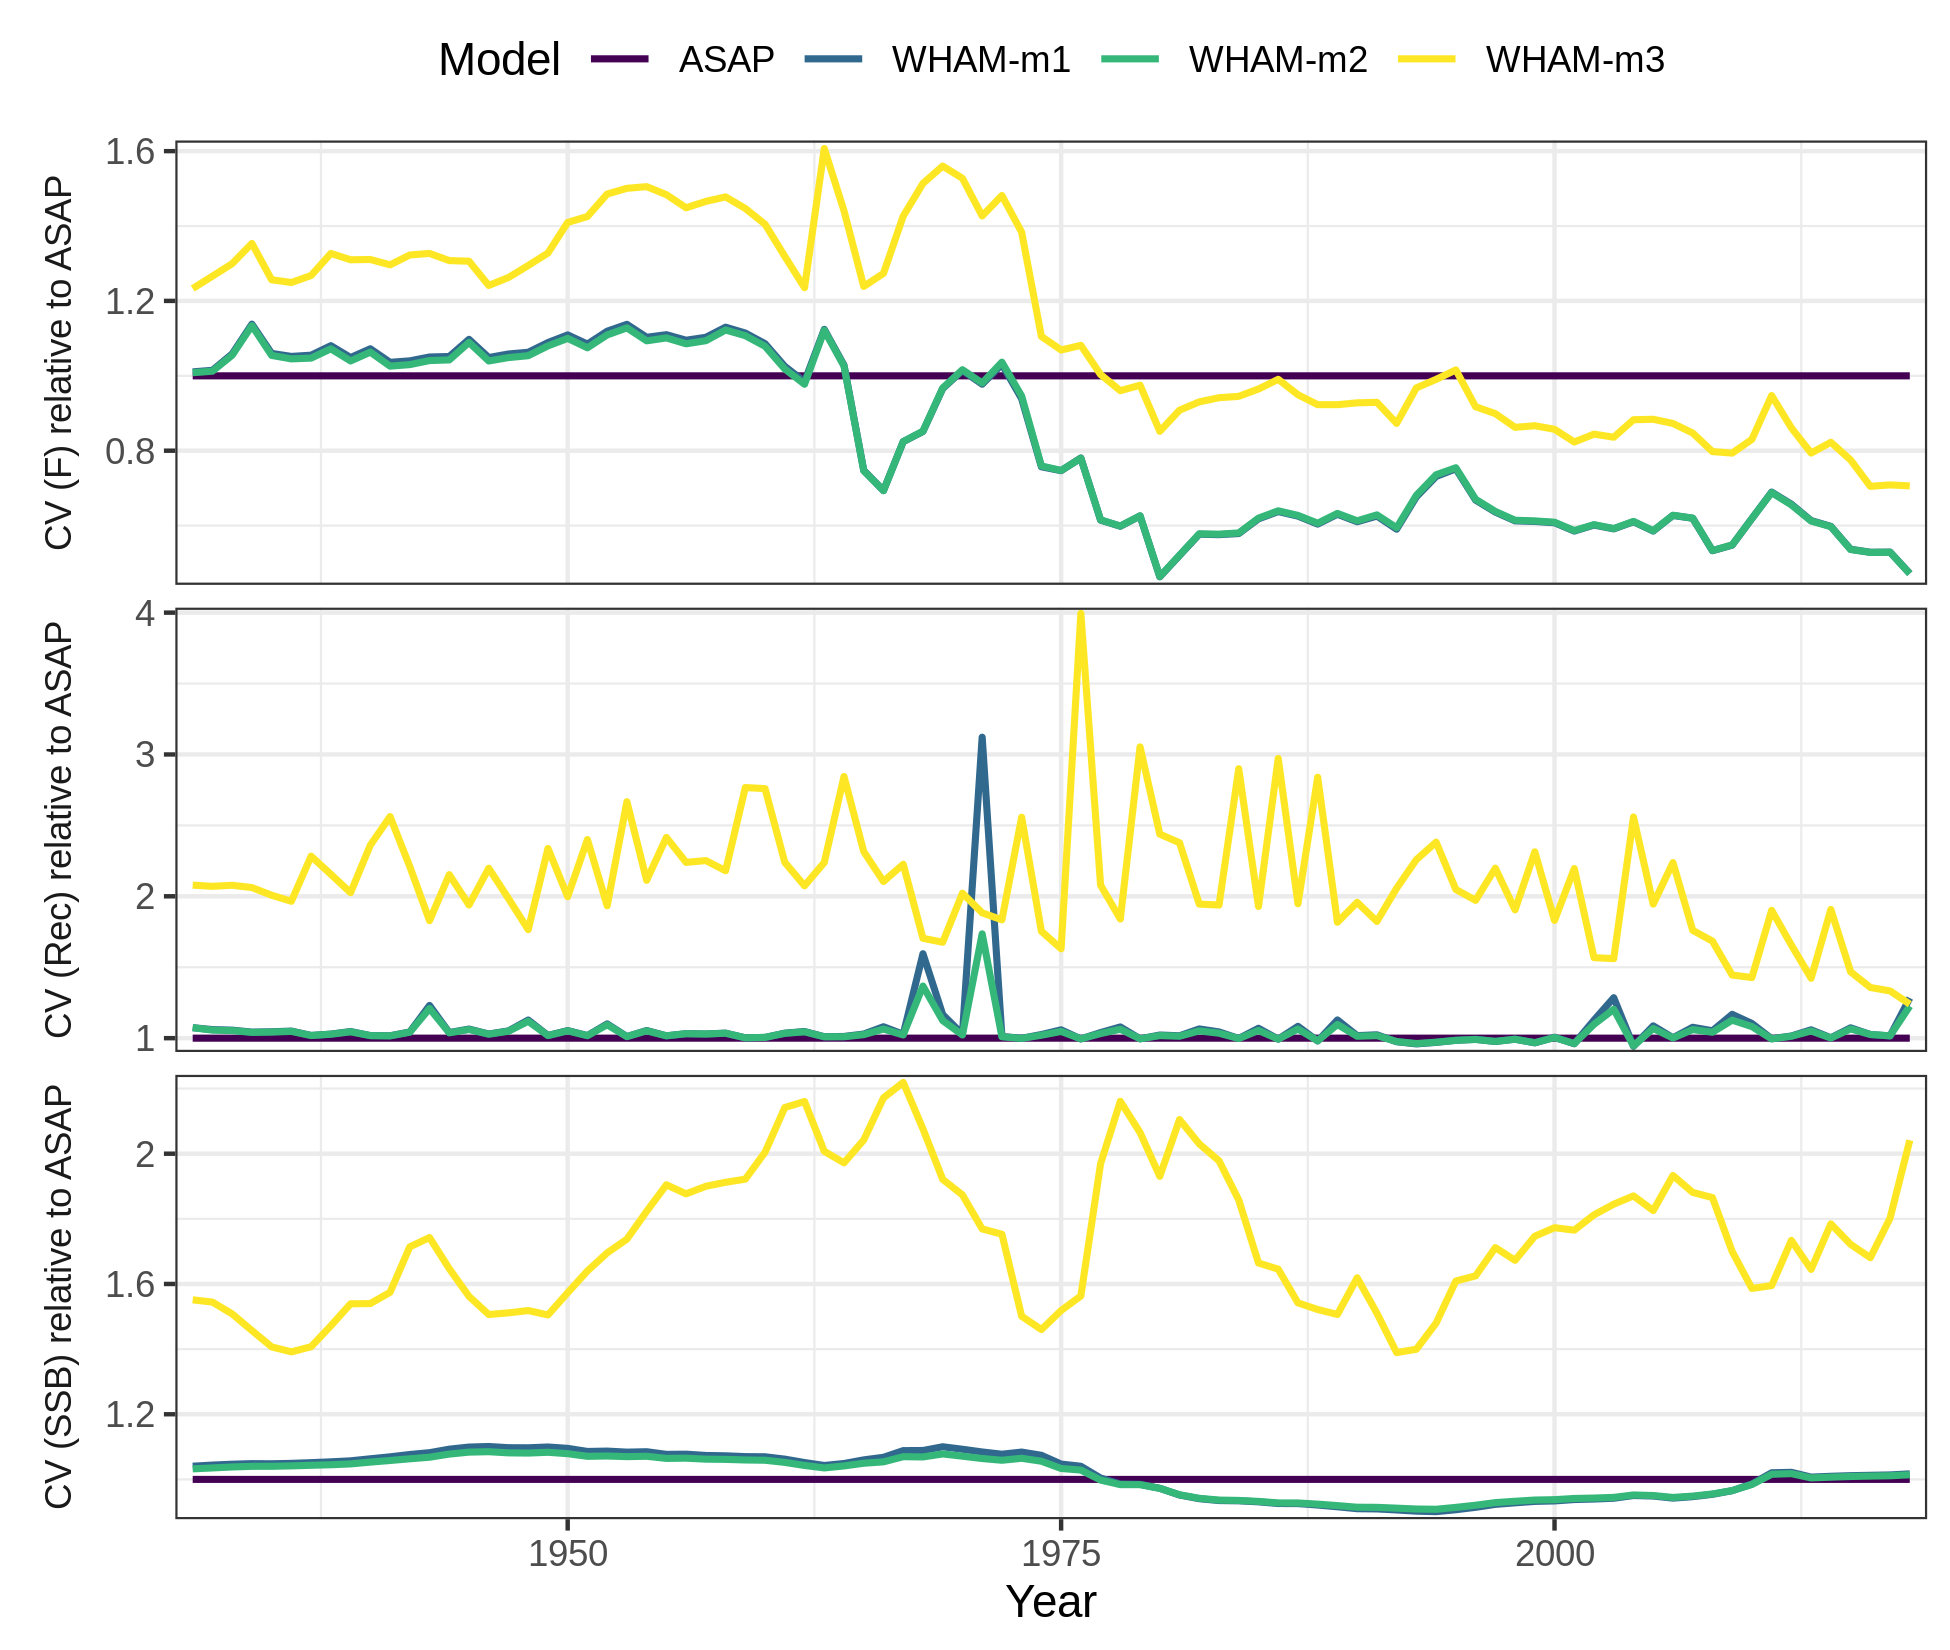 Model ASAP WHAM-m1 WHAM-m2 WHAM-m3
CV (F) relative to ASAP
1.6
1.2
0.8
CV (Rec) relative to ASAP
4
3
2
1
CV (SSB) relative to ASAP
2
1.6
1.2
1950 1975 2000
Year